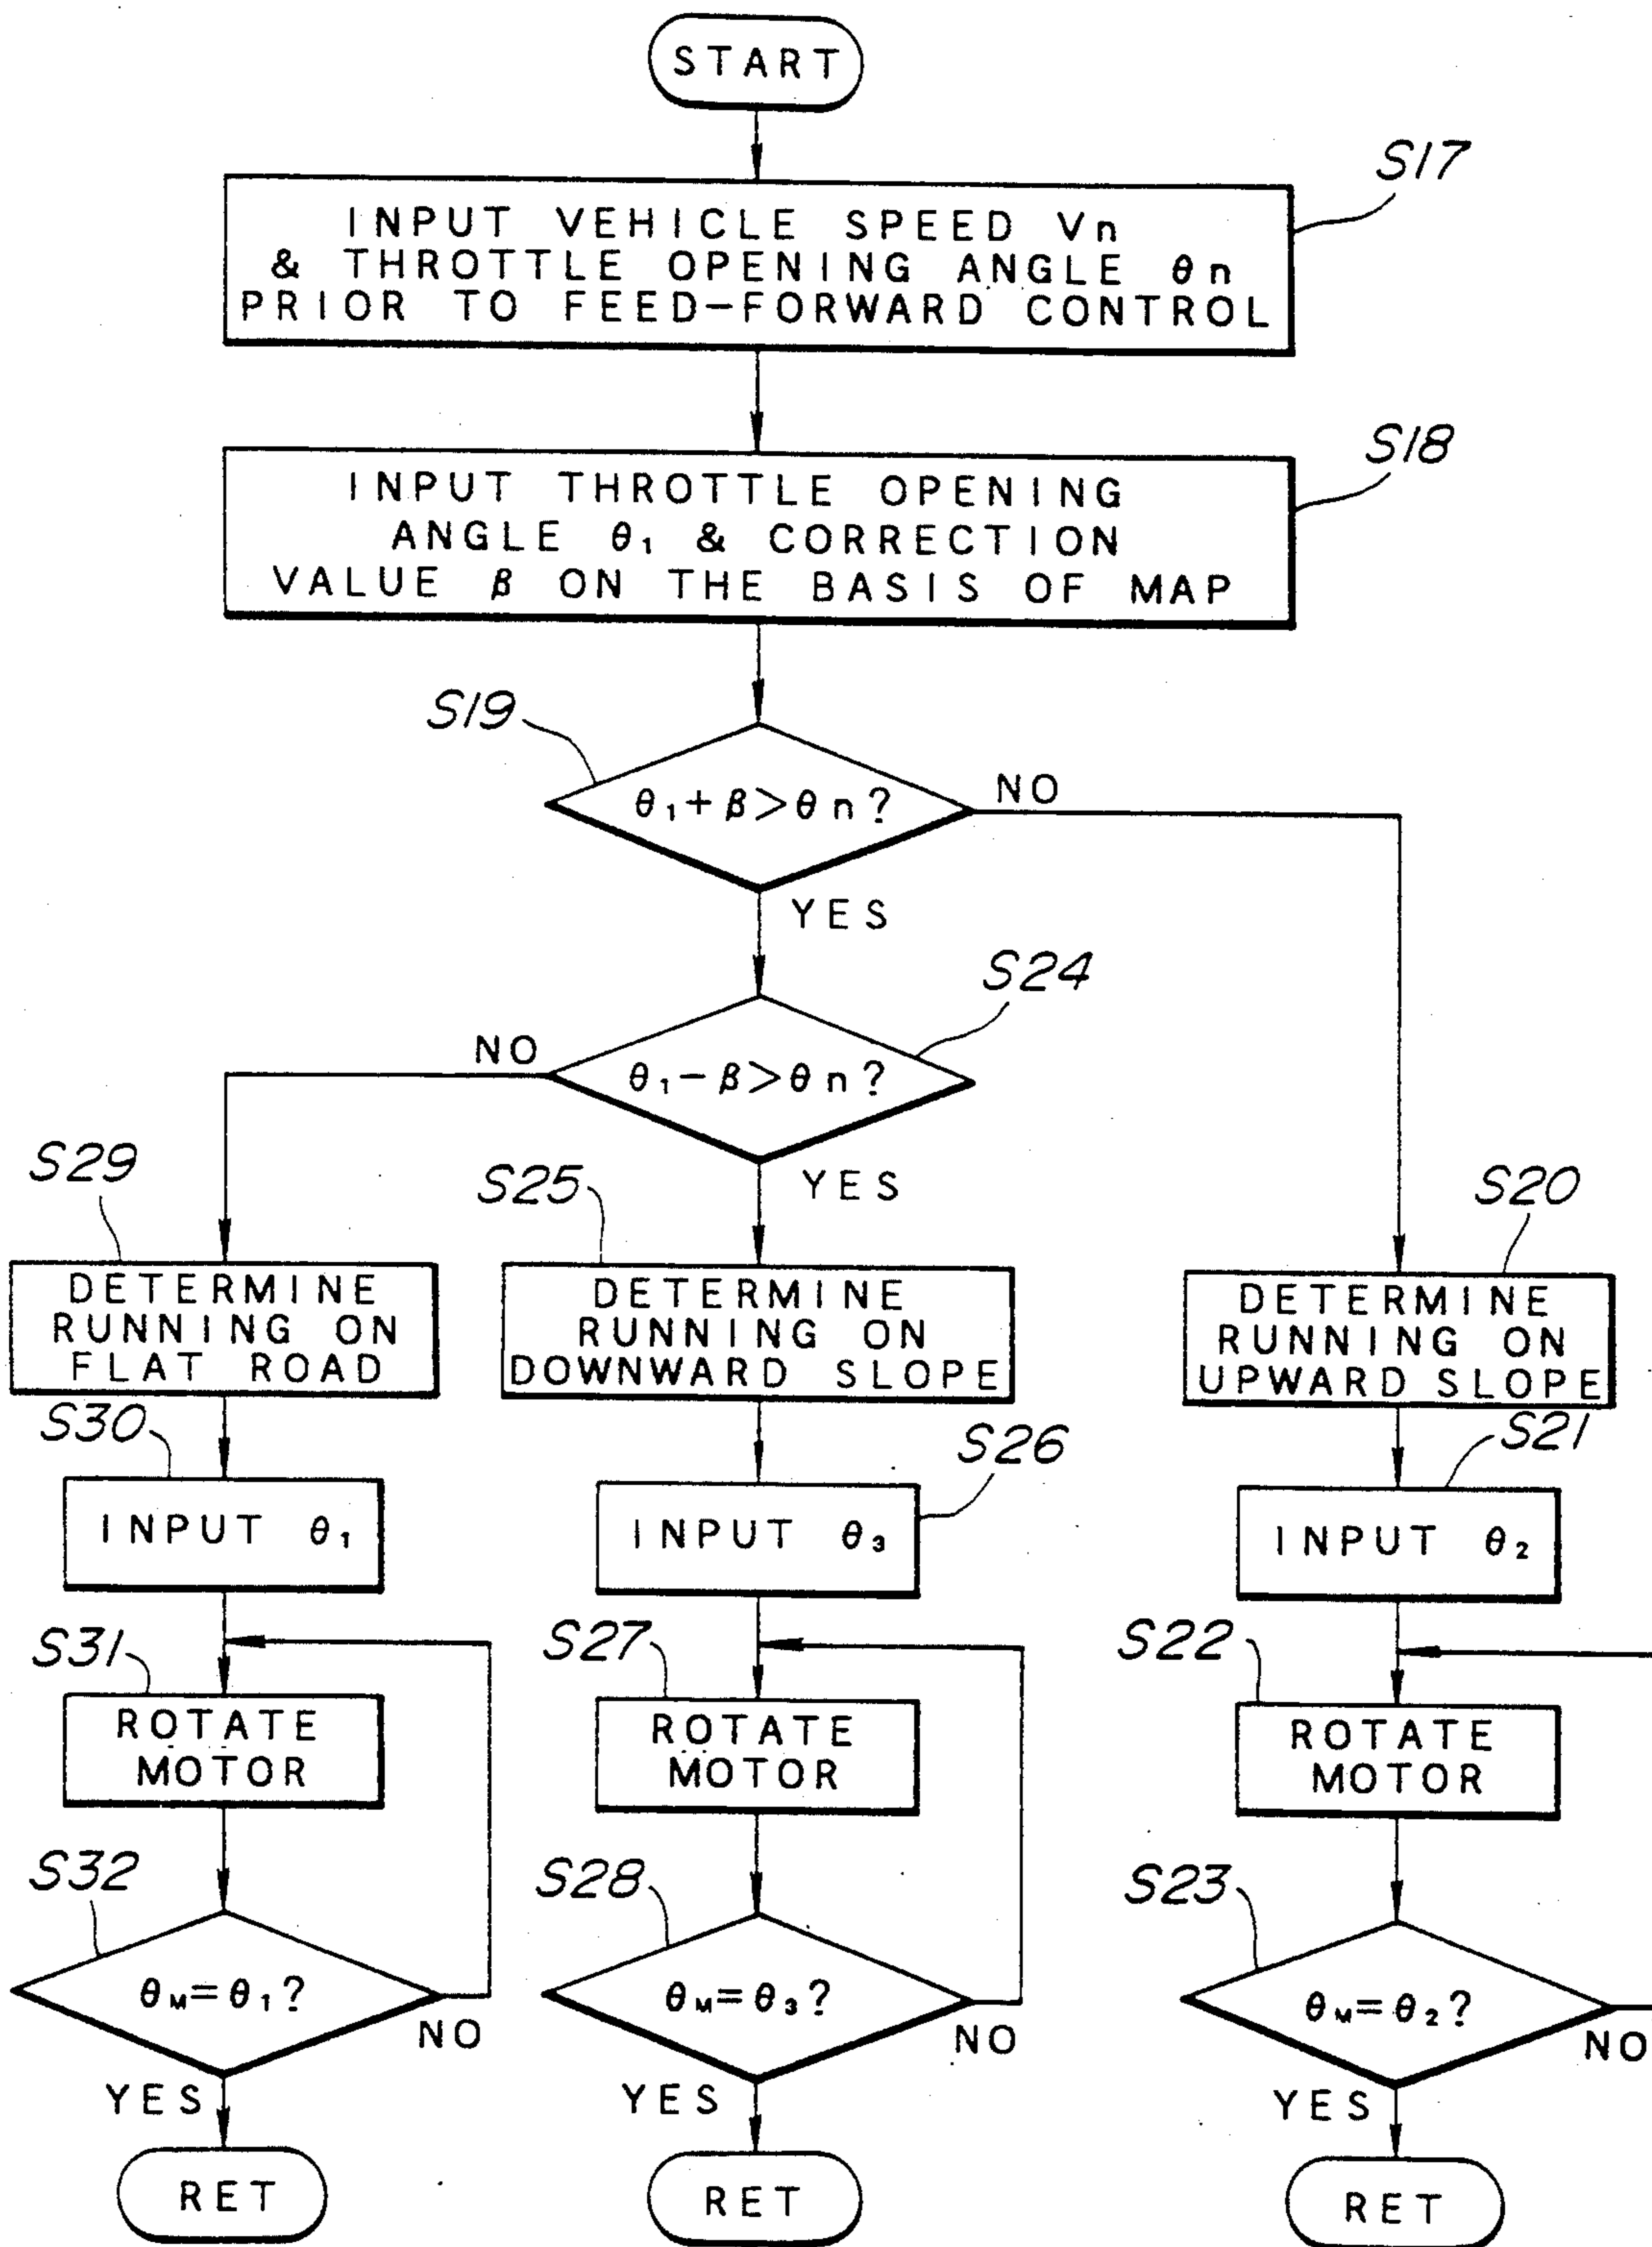 START
S17
INPUT VEHICLE SPEED Vn
& THROTTLE OPENING ANGLE θn
PRIOR TO FEED-FORWARD CONTROL
S18
INPUT THROTTLE OPENING
ANGLE θ₁ & CORRECTION
VALUE β ON THE BASIS OF MAP
S19
θ₁+β>θn?
NO
YES
S24
θ₁-β>θn?
NO
YES
S29
DETERMINE
RUNNING ON
FLAT ROAD
S25
DETERMINE
RUNNING ON
DOWNWARD SLOPE
S20
DETERMINE
RUNNING ON
UPWARD SLOPE
S30
INPUT θ₁
S26
INPUT θ₃
S21
INPUT θ₂
S31
ROTATE
MOTOR
S27
ROTATE
MOTOR
S22
ROTATE
MOTOR
S32
θM=θ₁?
NO
YES
S28
θM=θ₃?
NO
YES
S23
θM=θ₂?
NO
YES
RET
RET
RET